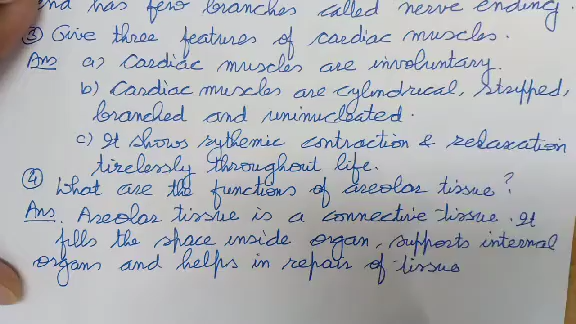 end has few branches called nerve ending.
③ Give three features of cardiac muscles.
Ans a) Cardiac muscles are involuntary.
b) Cardiac muscles are cylindrical, stripped,
branched and uninucleated.
c) It shows rythemic contraction & relaxation
tirelessly throughout life.
④ What are the functions of areolar tissue?
Ans. Areolar tissue is a connective tissue. It
fills the space inside organ, supports internal
organs and helps in repair of tissue